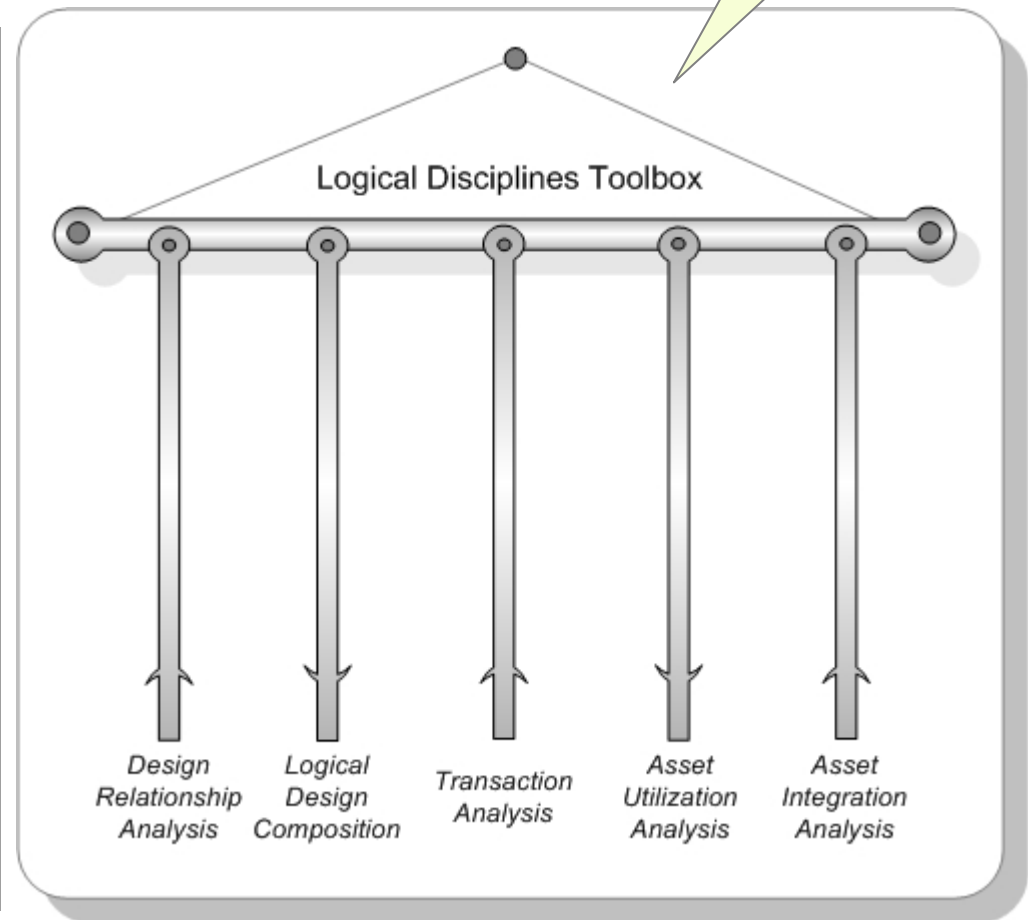 Logical Disciplines Toolbox
Design
Relationship
Analysis
Logical
Design
Composition
Transaction
Analysis
Asset
Utilization
Analysis
Asset
Integration
Analysis